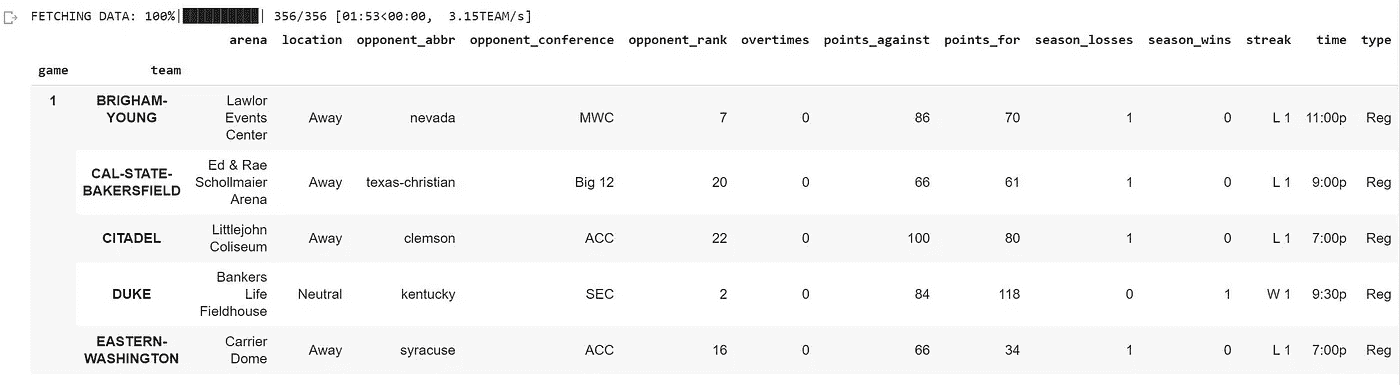 FETCHING DATA: 100%|██████████| 356/356 [01:53<00:00, 3.15TEAM/s]
arena location opponent_abbr opponent_conference opponent_rank overtimes points_against points_for season_losses season_wins streak time type
game team
1 BRIGHAM-YOUNG Lawlor Events Center Away nevada MWC 7 0 86 70 1 0 L 1 11:00p Reg
CAL-STATE-BAKERSFIELD Ed & Rae Schollmaier Arena Away texas-christian Big 12 20 0 66 61 1 0 L 1 9:00p Reg
CITADEL Littlejohn Coliseum Away clemson ACC 22 0 100 80 1 0 L 1 7:00p Reg
DUKE Bankers Life Fieldhouse Neutral kentucky SEC 2 0 84 118 0 1 W 1 9:30p Reg
EASTERN-WASHINGTON Carrier Dome Away syracuse ACC 16 0 66 34 1 0 L 1 7:00p Reg